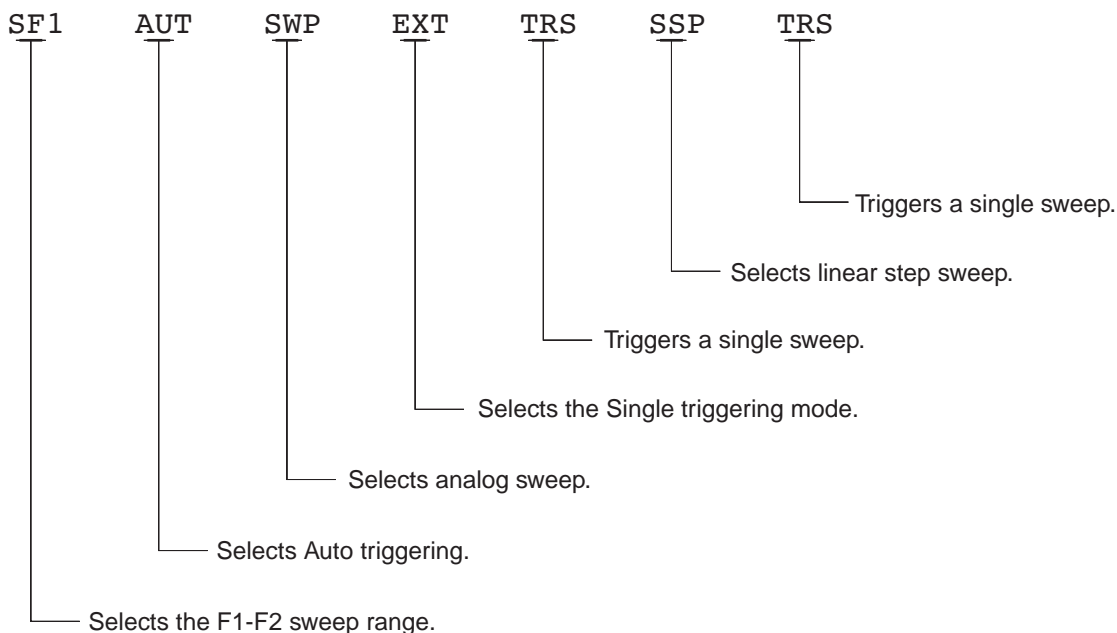 SF1 AUT SWP EXT TRS SSP TRS
Triggers a single sweep.
Selects linear step sweep.
Triggers a single sweep.
Selects the Single triggering mode.
Selects analog sweep.
Selects Auto triggering.
Selects the F1-F2 sweep range.